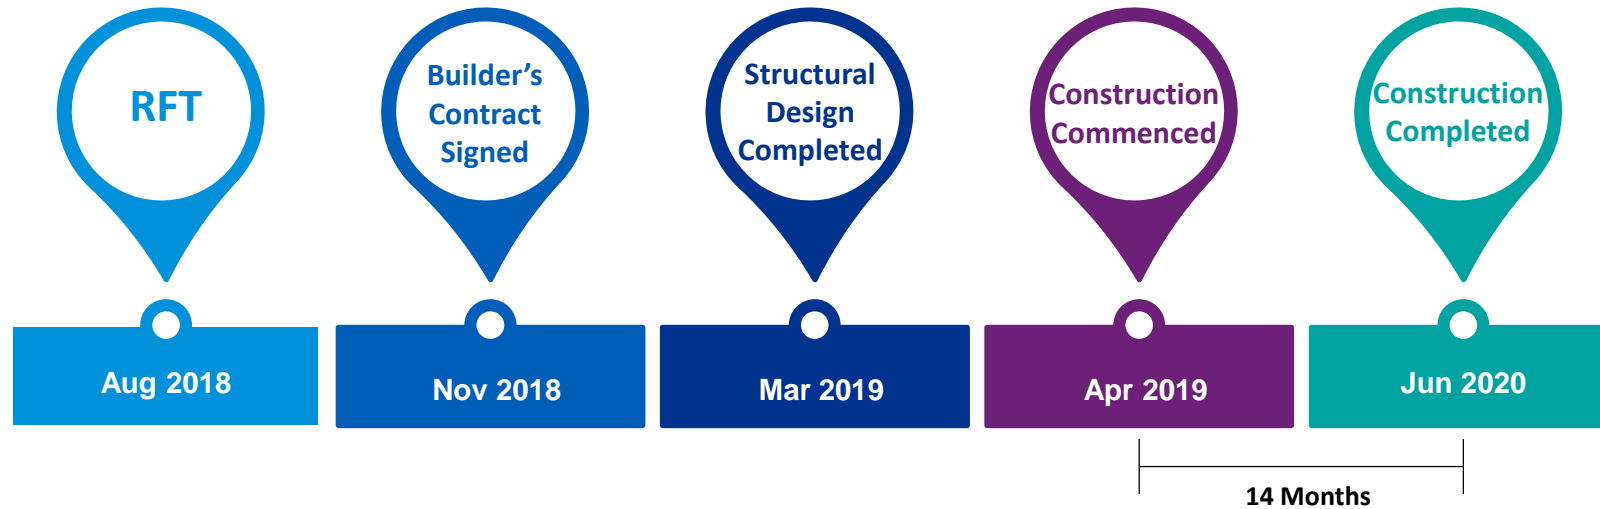 RFT
Builder’s
Contract
Signed
Structural
Design
Completed
Construction
Commenced
Construction
Completed
Aug 2018
Nov 2018
Mar 2019
Apr 2019
Jun 2020
14 Months